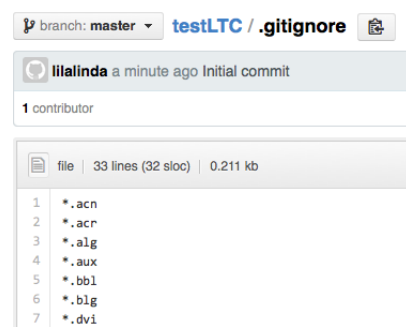 branch: master testLTC / .gitignore
lilalinda a minute ago Initial commit
1 contributor
file 33 lines (32 sloc) 0.211 kb
1 *.acn
2 *.acr
3 *.alg
4 *.aux
5 *.bbl
6 *.blg
7 *.dvi